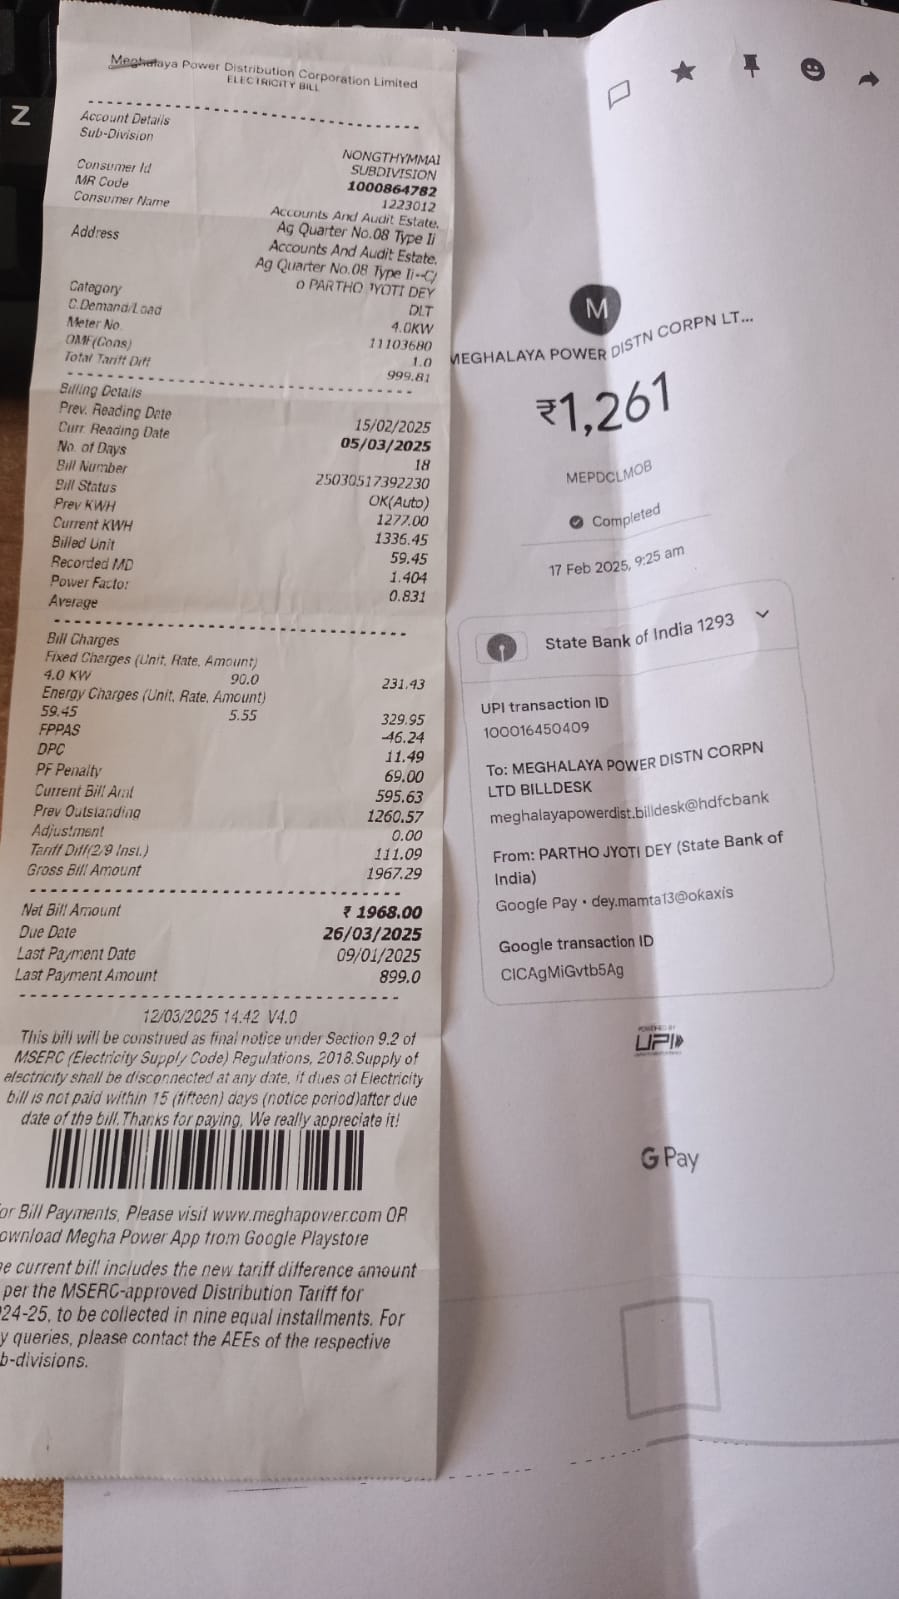 Z
Meghalaya Power Distribution Corporation Limited
ELECTRICITY BILL
Account Details
Sub-Division NONGTHYMMAI
SUBDIVISION
Consumer Id 1000864782
MR Code 1223012
Consumer Name Accounts And Audit Estate,
Ag Quarter No.08 Type Ii
Address Accounts And Audit Estate,
Ag Quarter No.08 Type Ii--C/
o PARTHO JYOTI DEY
Category DLT
C.Demand/Load 4.0KW
Meter No. 11103680
OMF(Cons) 1.0
Total Tariff Diff 999.81
Billing Details
Prev. Reading Date 15/02/2025
Curr. Reading Date 05/03/2025
No. of Days 18
Bill Number 25030517392230
Bill Status OK(Auto)
Prev KWH 1277.00
Current KWH 1336.45
Billed Unit 59.45
Recorded MD 1.404
Power Factor 0.831
Average
Bill Charges
Fixed Charges (Unit, Rate, Amount)
4.0 KW 90.0 231.43
Energy Charges (Unit, Rate, Amount)
59.45 5.55 329.95
FPPAS -46.24
DPC 11.49
PF Penalty 69.00
Current Bill Amt 595.63
Prev Outstanding 1260.57
Adjustment 0.00
Tariff Diff(2/9 Inst.) 111.09
Gross Bill Amount 1967.29
Net Bill Amount ₹ 1968.00
Due Date 26/03/2025
Last Payment Date 09/01/2025
Last Payment Amount 899.0
12/03/2025 14.42 V4.0
This bill will be construed as final notice under Section 9.2 of
MSERC (Electricity Supply Code) Regulations, 2018.Supply of
electricity shall be disconnected at any date, if dues of Electricity
bill is not paid within 15 (fifteen) days (notice period)after due
date of the bill. Thanks for paying, We really appreciate it!
or Bill Payments, Please visit www.meghapower.com OR
ownload Megha Power App from Google Playstore
e current bill includes the new tariff difference amount
per the MSERC-approved Distribution Tariff for
24-25, to be collected in nine equal installments. For
y queries, please contact the AEEs of the respective
b-divisions.
M
MEGHALAYA POWER DISTN CORPN LT...
₹1,261
MEPDCLMOB
Completed
17 Feb 2025, 9:25 am
State Bank of India 1293
UPI transaction ID
100016450409
To: MEGHALAYA POWER DISTN CORPN
LTD BILLDESK
meghalayapowerdist.billdesk@hdfcbank
From: PARTHO JYOTI DEY (State Bank of
India)
Google Pay • dey.mamta13@okaxis
Google transaction ID
CICAgMiGvtb5Ag
POWERED BY
UPI
G Pay